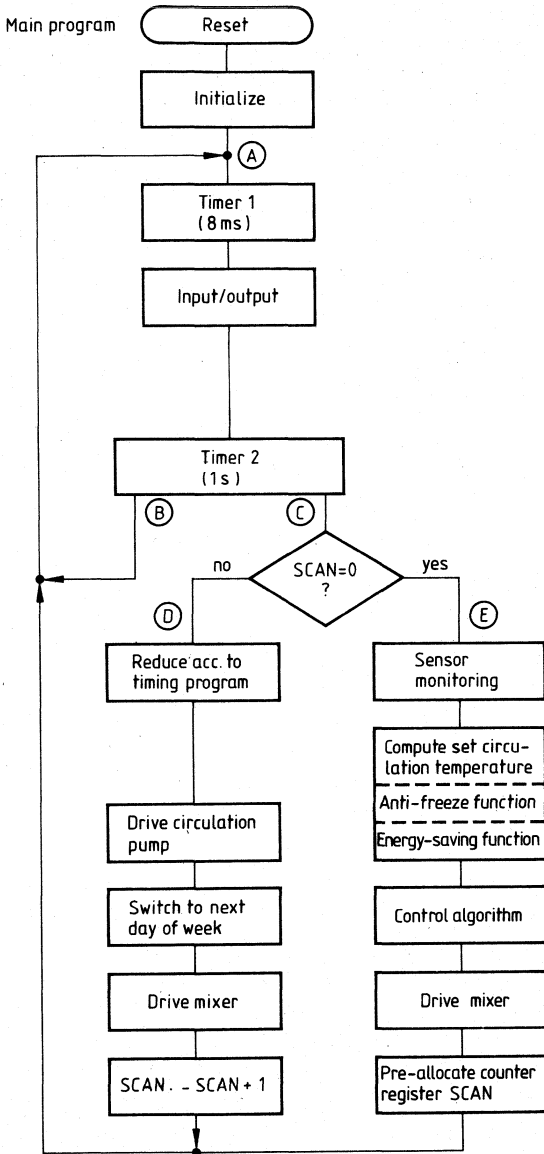 Main program
Reset
Initialize
A
Timer 1
(8 ms)
Input/output
Timer 2
(1s)
B
C
no
SCAN=0
?
yes
D
E
Reduce acc. to
timing program
Sensor
monitoring
Compute set circu-
lation temperature
Anti-freeze function
Energy-saving function
Drive circulation
pump
Switch to next
day of week
Control algorithm
Drive mixer
Drive mixer
SCAN. - SCAN + 1
Pre-allocate counter
register SCAN